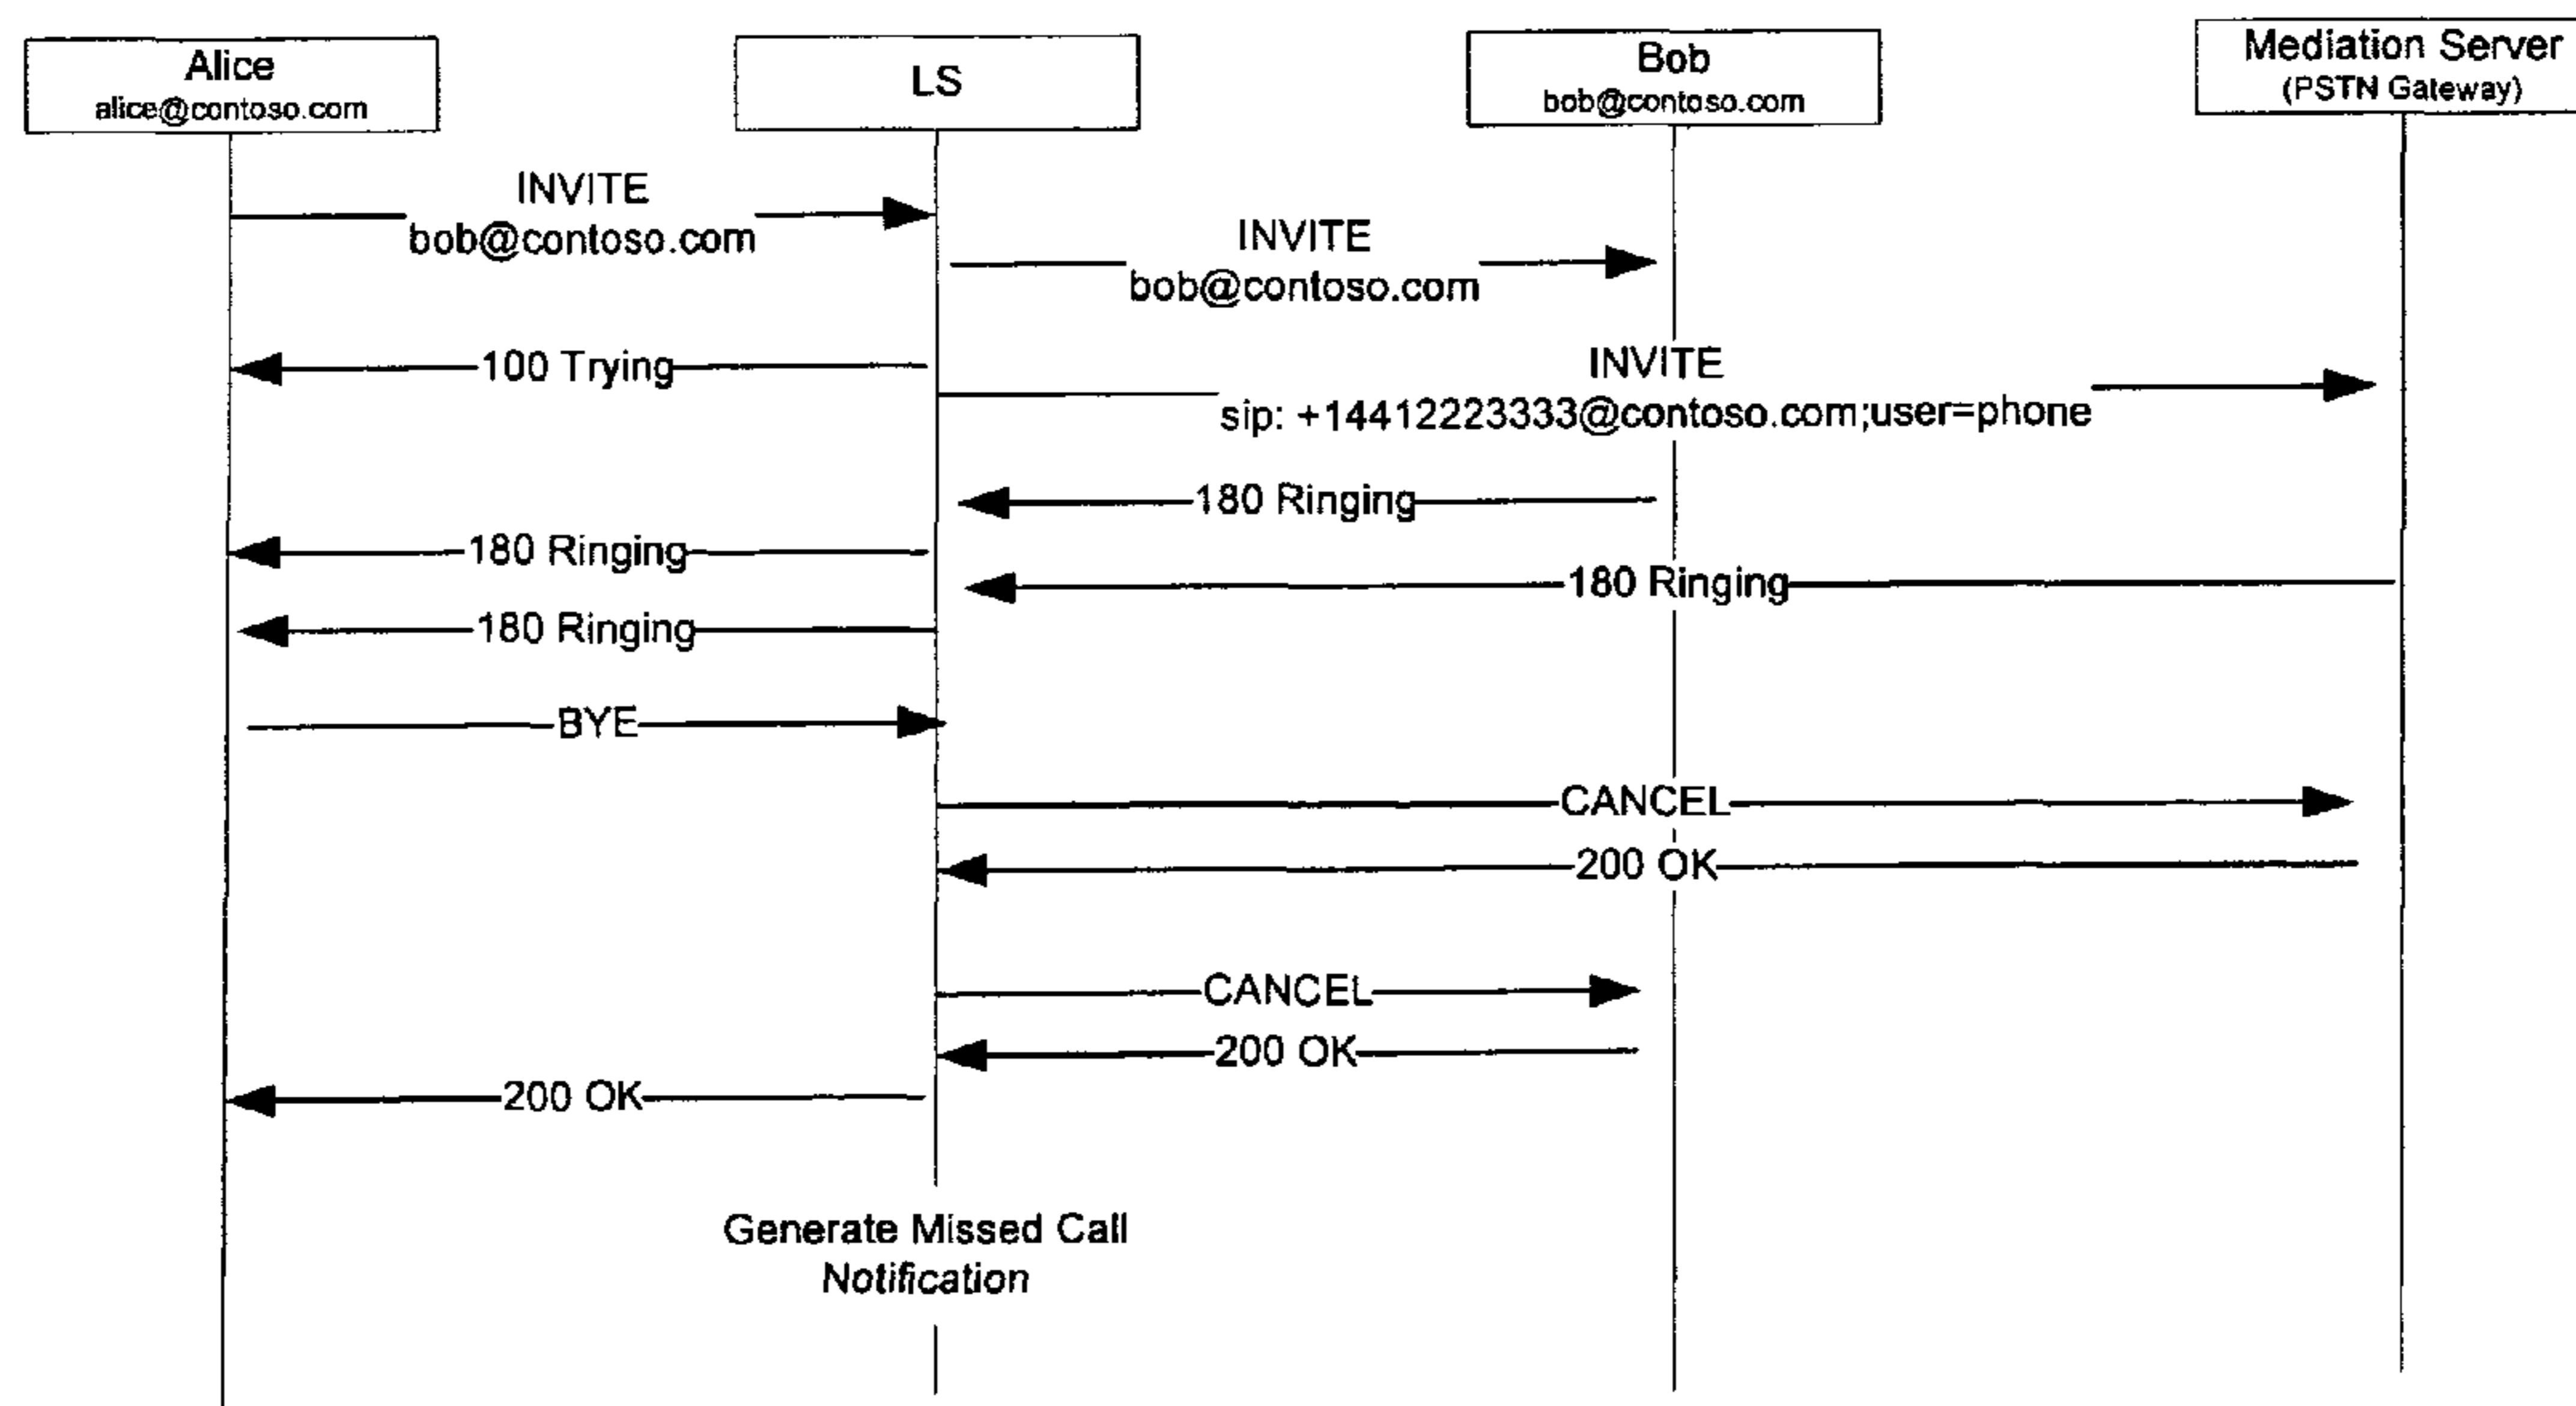 Alice
alice@contoso.com
LS
Bob
bob@contoso.com
Mediation Server
(PSTN Gateway)
INVITE
bob@contoso.com
INVITE
bob@contoso.com
100 Trying
INVITE
sip: +14412223333@contoso.com;user=phone
180 Ringing
180 Ringing
180 Ringing
180 Ringing
BYE
CANCEL
200 OK
CANCEL
200 OK
200 OK
Generate Missed Call
Notification